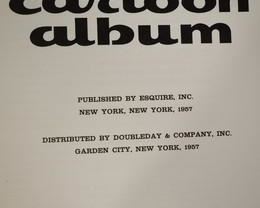 cartoon
album
PUBLISHED BY ESQUIRE, INC.
NEW YORK, NEW YORK, 1957
DISTRIBUTED BY DOUBLEDAY & COMPANY, INC.
GARDEN CITY, NEW YORK, 1957